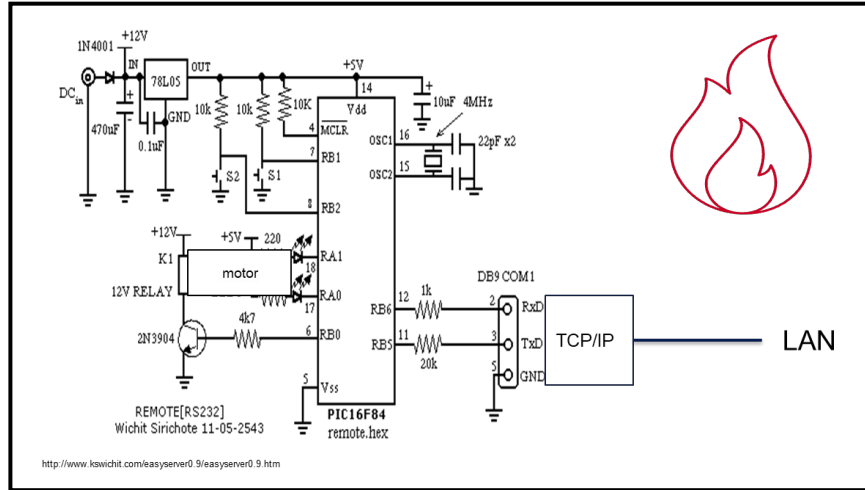 +12V
1N4001
IN
OUT
78L05
DC in
GND
470uF
0.1uF
10k
10k
10K
+5V
14
Vdd
10uF
4MHz
4
MCLR
OSC1
16
22pF x2
7
RB1
OSC2
15
S2
S1
8
RB2
+12V
+5V
220
K1
motor
RA1
18
12V RELAY
RA0
17
4k7
2N3904
6
RB0
RB6
12
1k
DB9 COM1
2
RxD
RB5
11
20k
3
TxD
TCP/IP
LAN
5
GND
5
Vss
REMOTE[RS232]
Wichit Sirichote 11-05-2543
PIC16F84
remote.hex
http://www.kswichit.com/easyserver0.9/easyserver0.9.htm